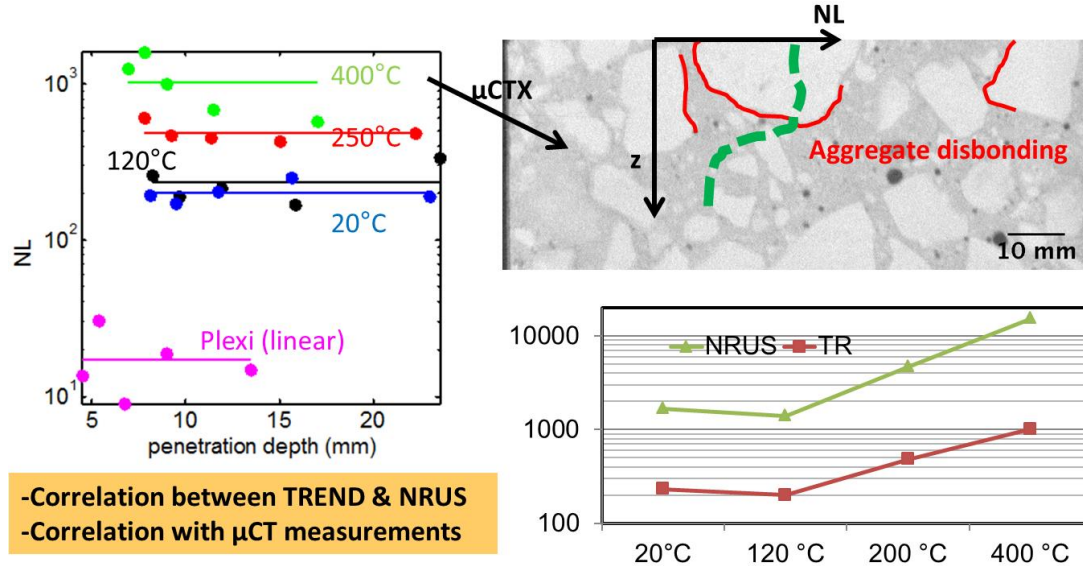 10³
10²
10¹
NL
400°C
250°C
120°C
20°C
Plexi (linear)
5
10
15
20
penetration depth (mm)
µCTX
NL
z
Aggregate disbonding
10 mm
-Correlation between TREND & NRUS
-Correlation with µCT measurements
10000
1000
100
NRUS
TR
20°C
120 °C
200 °C
400 °C